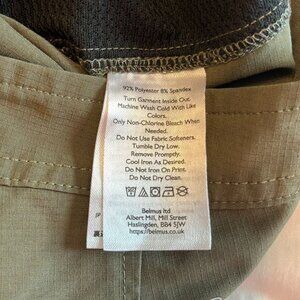 92% Polyester 8% Spandex
Turn Garment Inside Out.
Machine Wash Cold With Like
Colors.
Only Non-Chlorine Bleach When
Needed.
Do Not Use Fabric Softeners.
Tumble Dry Low.
Remove Promptly.
Cool Iron As Desired.
Do Not Iron On Print.
Do Not Dry Clean.
Belmus ltd
Albert Mill, Mill Street
Haslingden, BB4 5JW
https://belmus.co.uk